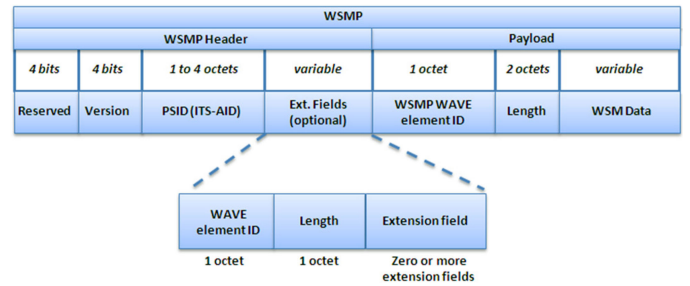 WSMP
WSMP Header Payload
4 bits 4 bits 1 to 4 octets variable 1 octet 2 octets variable
Reserved Version PSID (ITS-AID) Ext. Fields (optional) WSMP WAVE element ID Length WSM Data
WAVE element ID Length Extension field
1 octet 1 octet Zero or more extension fields